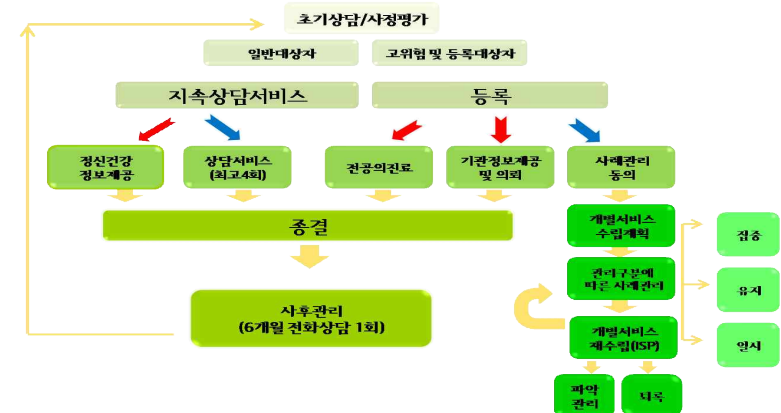 초기상담/사정평가
일반대상자
고위험 및 등록대상자
지속상담서비스
등록
정신건강
정보제공
상담서비스
(최고4회)
전공의진료
기관정보제공
및 의뢰
사례관리
동의
종결
개별서비스
수립계획
집중
관리구분에
따른 사례관리
유지
사후관리
(6개월 전화상담 1회)
개별서비스
재수립(ISP)
일시
파악
관리
퇴록